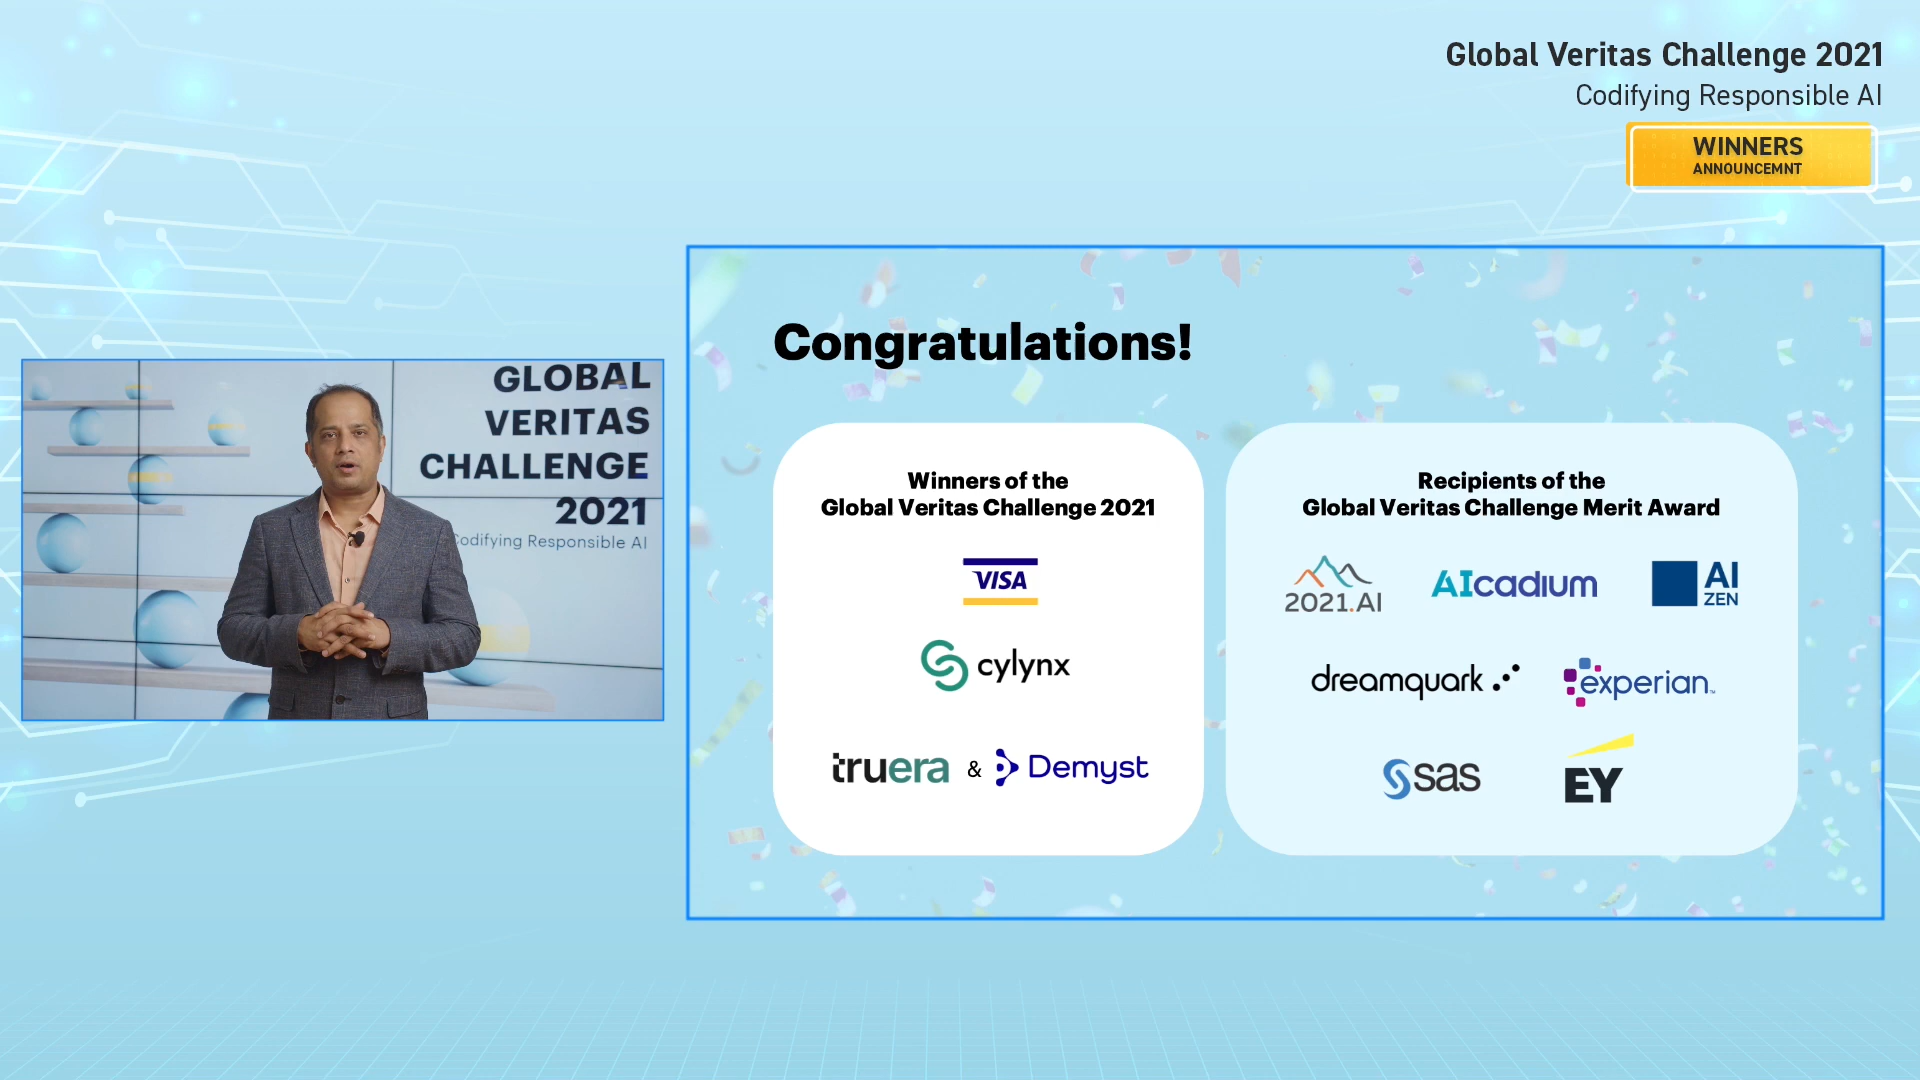 Global Veritas Challenge 2021
Codifying Responsible AI
WINNERS
ANNOUNCEMNT
GLOBAL
VERITAS
CHALLENGE
2021
Codifying Responsible AI
Congratulations!
Winners of the
Global Veritas Challenge 2021
VISA
cylynx
truera & Demyst
Recipients of the
Global Veritas Challenge Merit Award
2021.AI AIcadium AI
ZEN
dreamquark experian™
sas EY